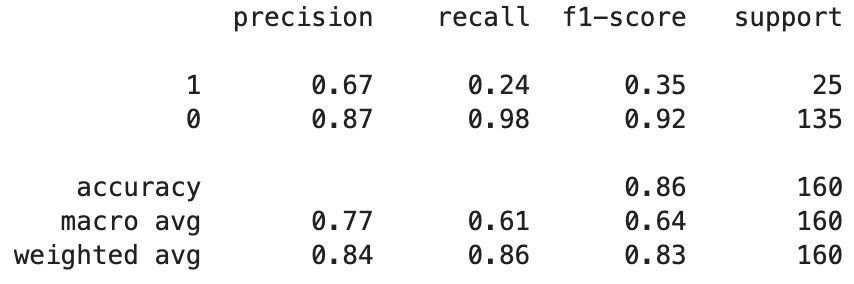 precision recall f1-score support
1 0.67 0.24 0.35 25
0 0.87 0.98 0.92 135
accuracy 0.86 160
macro avg 0.77 0.61 0.64 160
weighted avg 0.84 0.86 0.83 160